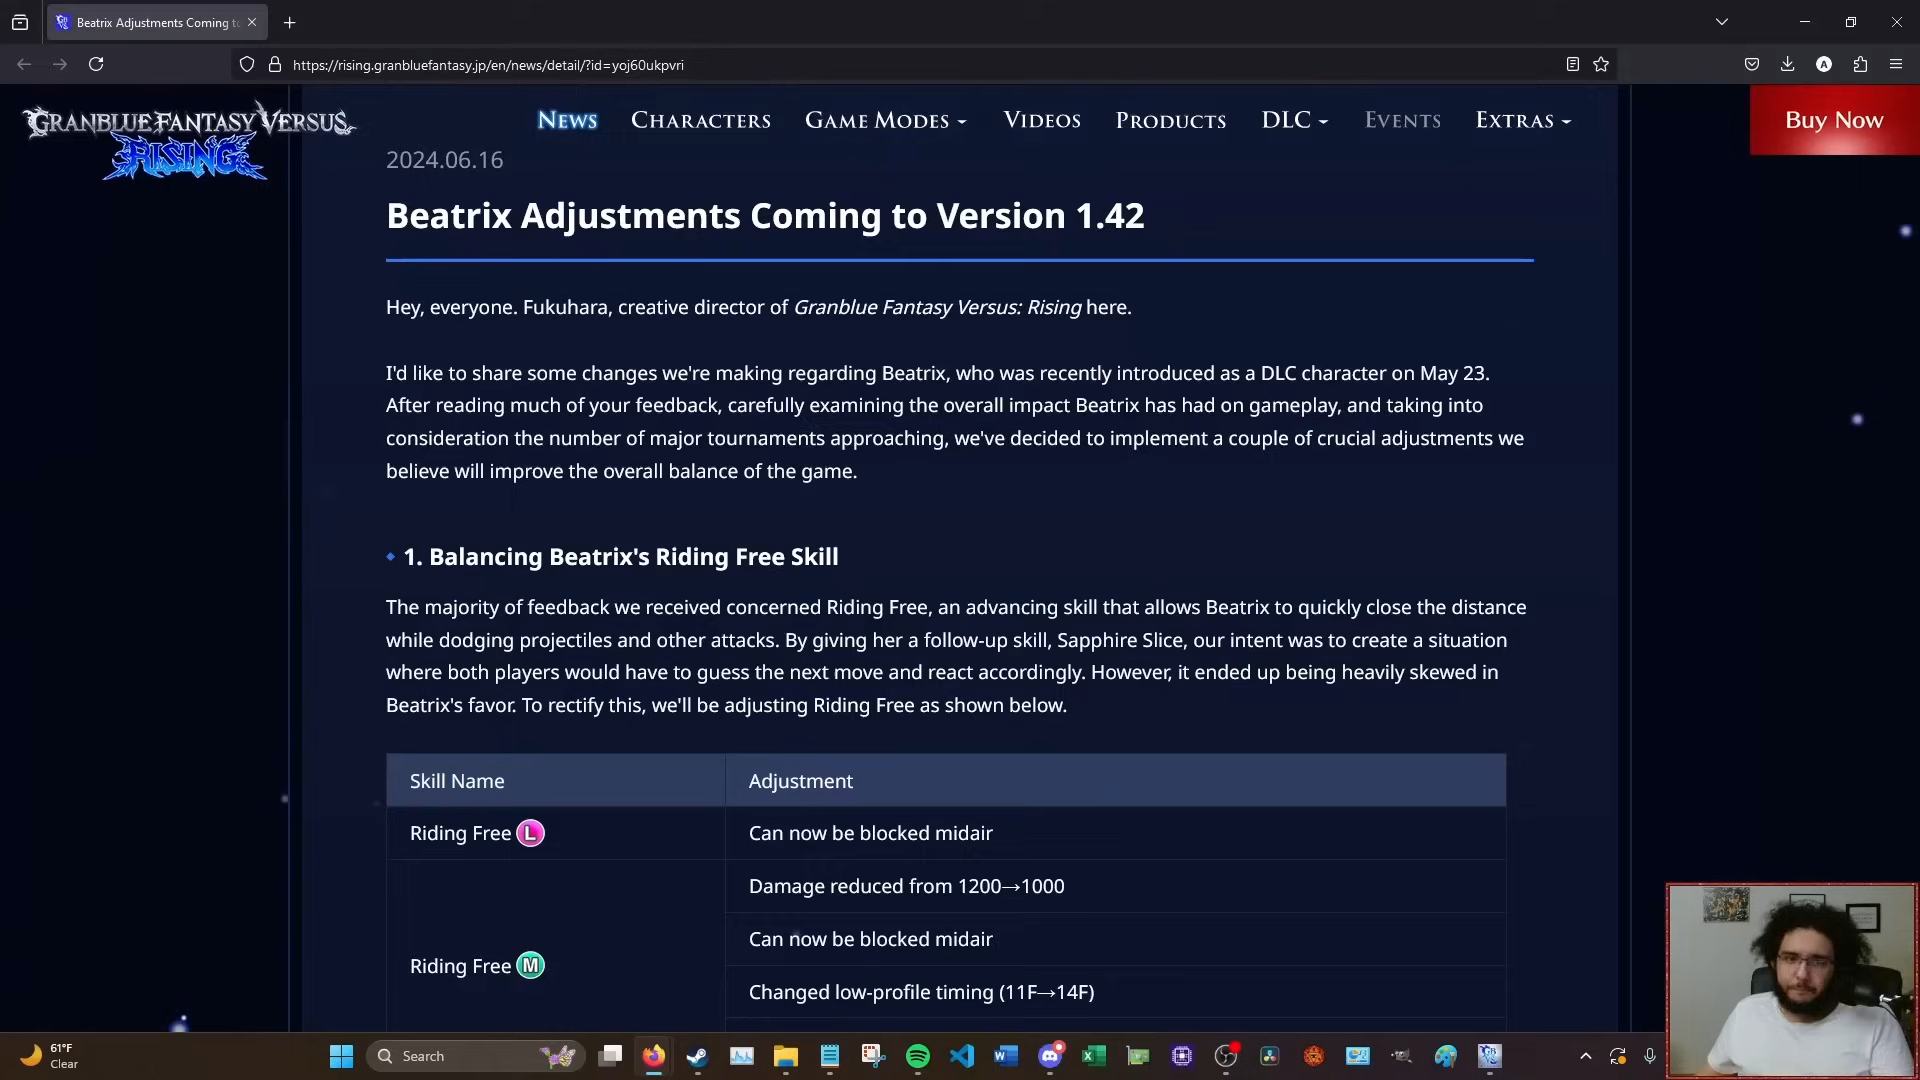 Beatrix Adjustments Coming to
https://rising.granbluefantasy.jp/en/news/detail/?id=yoj60ukpvri
GRANBLUE FANTASY VERSUS
RISING
NEWS CHARACTERS GAME MODES VIDEOS PRODUCTS DLC EVENTS EXTRAS
Buy Now
2024.06.16
Beatrix Adjustments Coming to Version 1.42
Hey, everyone. Fukuhara, creative director of Granblue Fantasy Versus: Rising here.
I'd like to share some changes we're making regarding Beatrix, who was recently introduced as a DLC character on May 23.
After reading much of your feedback, carefully examining the overall impact Beatrix has had on gameplay, and taking into
consideration the number of major tournaments approaching, we've decided to implement a couple of crucial adjustments we
believe will improve the overall balance of the game.
1. Balancing Beatrix's Riding Free Skill
The majority of feedback we received concerned Riding Free, an advancing skill that allows Beatrix to quickly close the distance
while dodging projectiles and other attacks. By giving her a follow-up skill, Sapphire Slice, our intent was to create a situation
where both players would have to guess the next move and react accordingly. However, it ended up being heavily skewed in
Beatrix's favor. To rectify this, we'll be adjusting Riding Free as shown below.
Skill Name Adjustment
Riding Free L Can now be blocked midair
Damage reduced from 1200→1000
Can now be blocked midair
Riding Free M
Changed low-profile timing (11F→14F)
61°F
Clear
Search